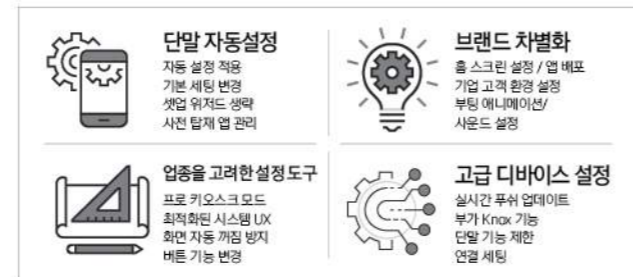 단말 자동설정
자동 설정 적용
기본 세팅 변경
셋업 위저드 생략
사전 탑재 앱 관리
브랜드 차별화
홈 스크린 설정 / 앱 배포
기업 고객 환경 설정
부팅 애니메이션/
사운드 설정
업종을 고려한 설정 도구
프로 키오스크 모드
최적화된 시스템 UX
화면 자동 꺼짐 방지
버튼 기능 변경
고급 디바이스 설정
실시간 푸쉬 업데이트
부가 Knox 기능
단말 기능 제한
연결 세팅